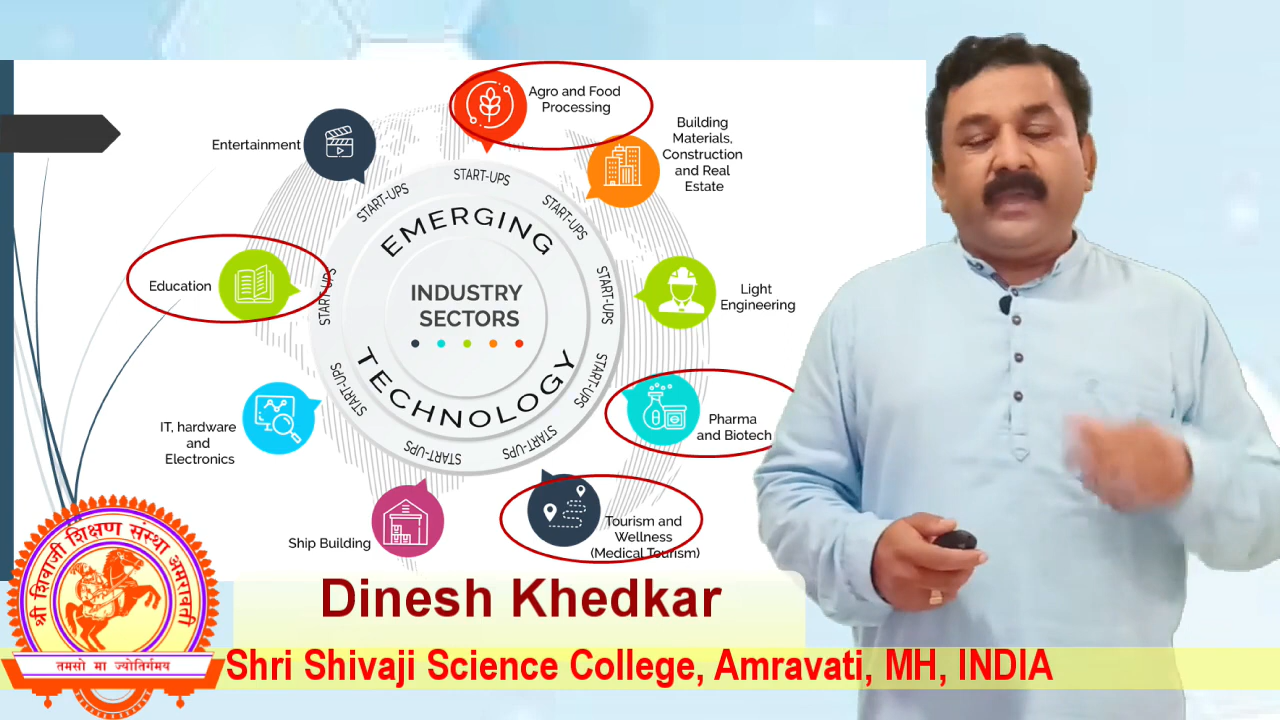 Agro and Food
Processing
Building
Materials,
Construction
and Real
Estate
Entertainment
START-UPS
START-UPS
START-UPS
EMERGING
Education
START-UPS
START-UPS
INDUSTRY
SECTORS
Light
Engineering
TECHNOLOGY
START-UPS
START-UPS
Pharma
and Biotech
IT, hardware
and
Electronics
START-UPS
START-UPS
Ship Building
Tourism and
Wellness
(Medical Tourism)
श्री शिवाजी शिक्षण संस्था अमरावती
तमसो मा ज्योतिर्गमय
Dinesh Khedkar
Shri Shivaji Science College, Amravati, MH, INDIA